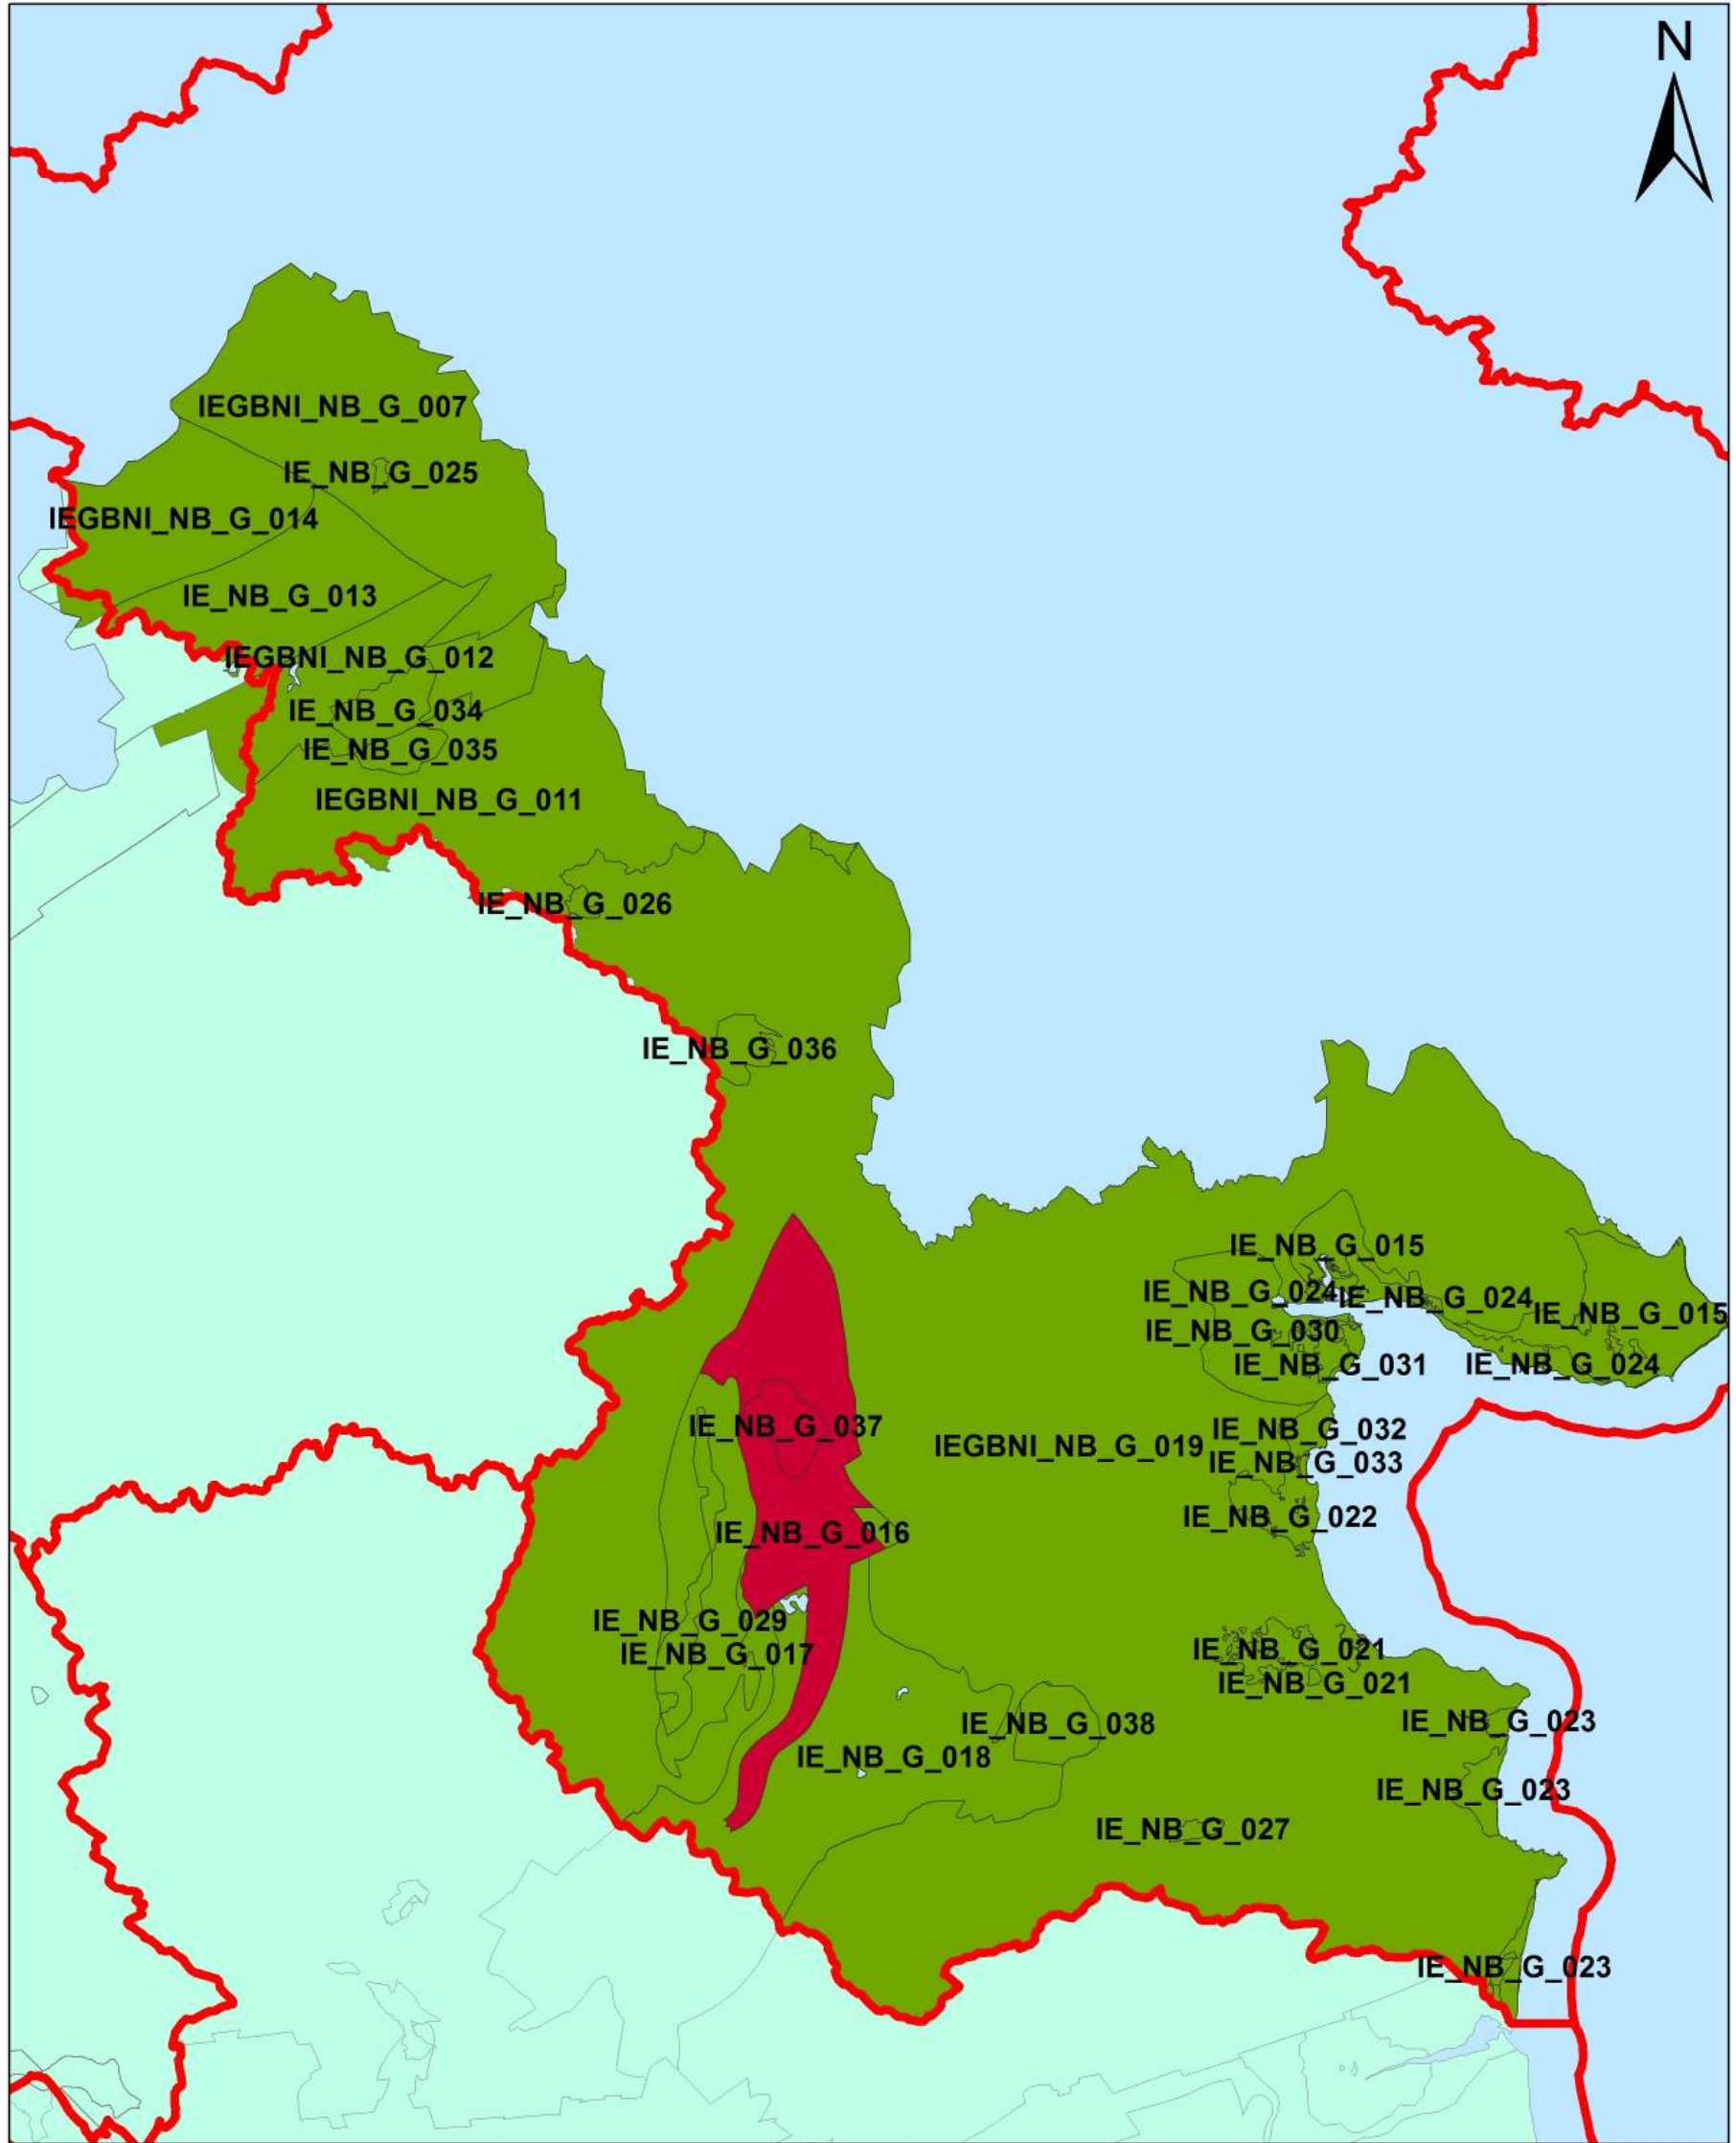 N
IEGBNI_NB_G_007
IE_NB_G_025
IEGBNI_NB_G_014
IE_NB_G_013
IEGBNI_NB_G_012
IE_NB_G_034
IE_NB_G_035
IEGBNI_NB_G_011
IE_NB_G_026
IE_NB_G_036
IE_NB_G_015
IE_NB_G_024
IE_NB_G_024
IE_NB_G_015
IE_NB_G_030
IE_NB_G_031
IE_NB_G_024
IE_NB_G_037
IEGBNI_NB_G_019
IE_NB_G_032
IE_NB_G_033
IE_NB_G_022
IE_NB_G_016
IE_NB_G_029
IE_NB_G_017
IE_NB_G_021
IE_NB_G_021
IE_NB_G_038
IE_NB_G_023
IE_NB_G_018
IE_NB_G_023
IE_NB_G_027
IE_NB_G_023